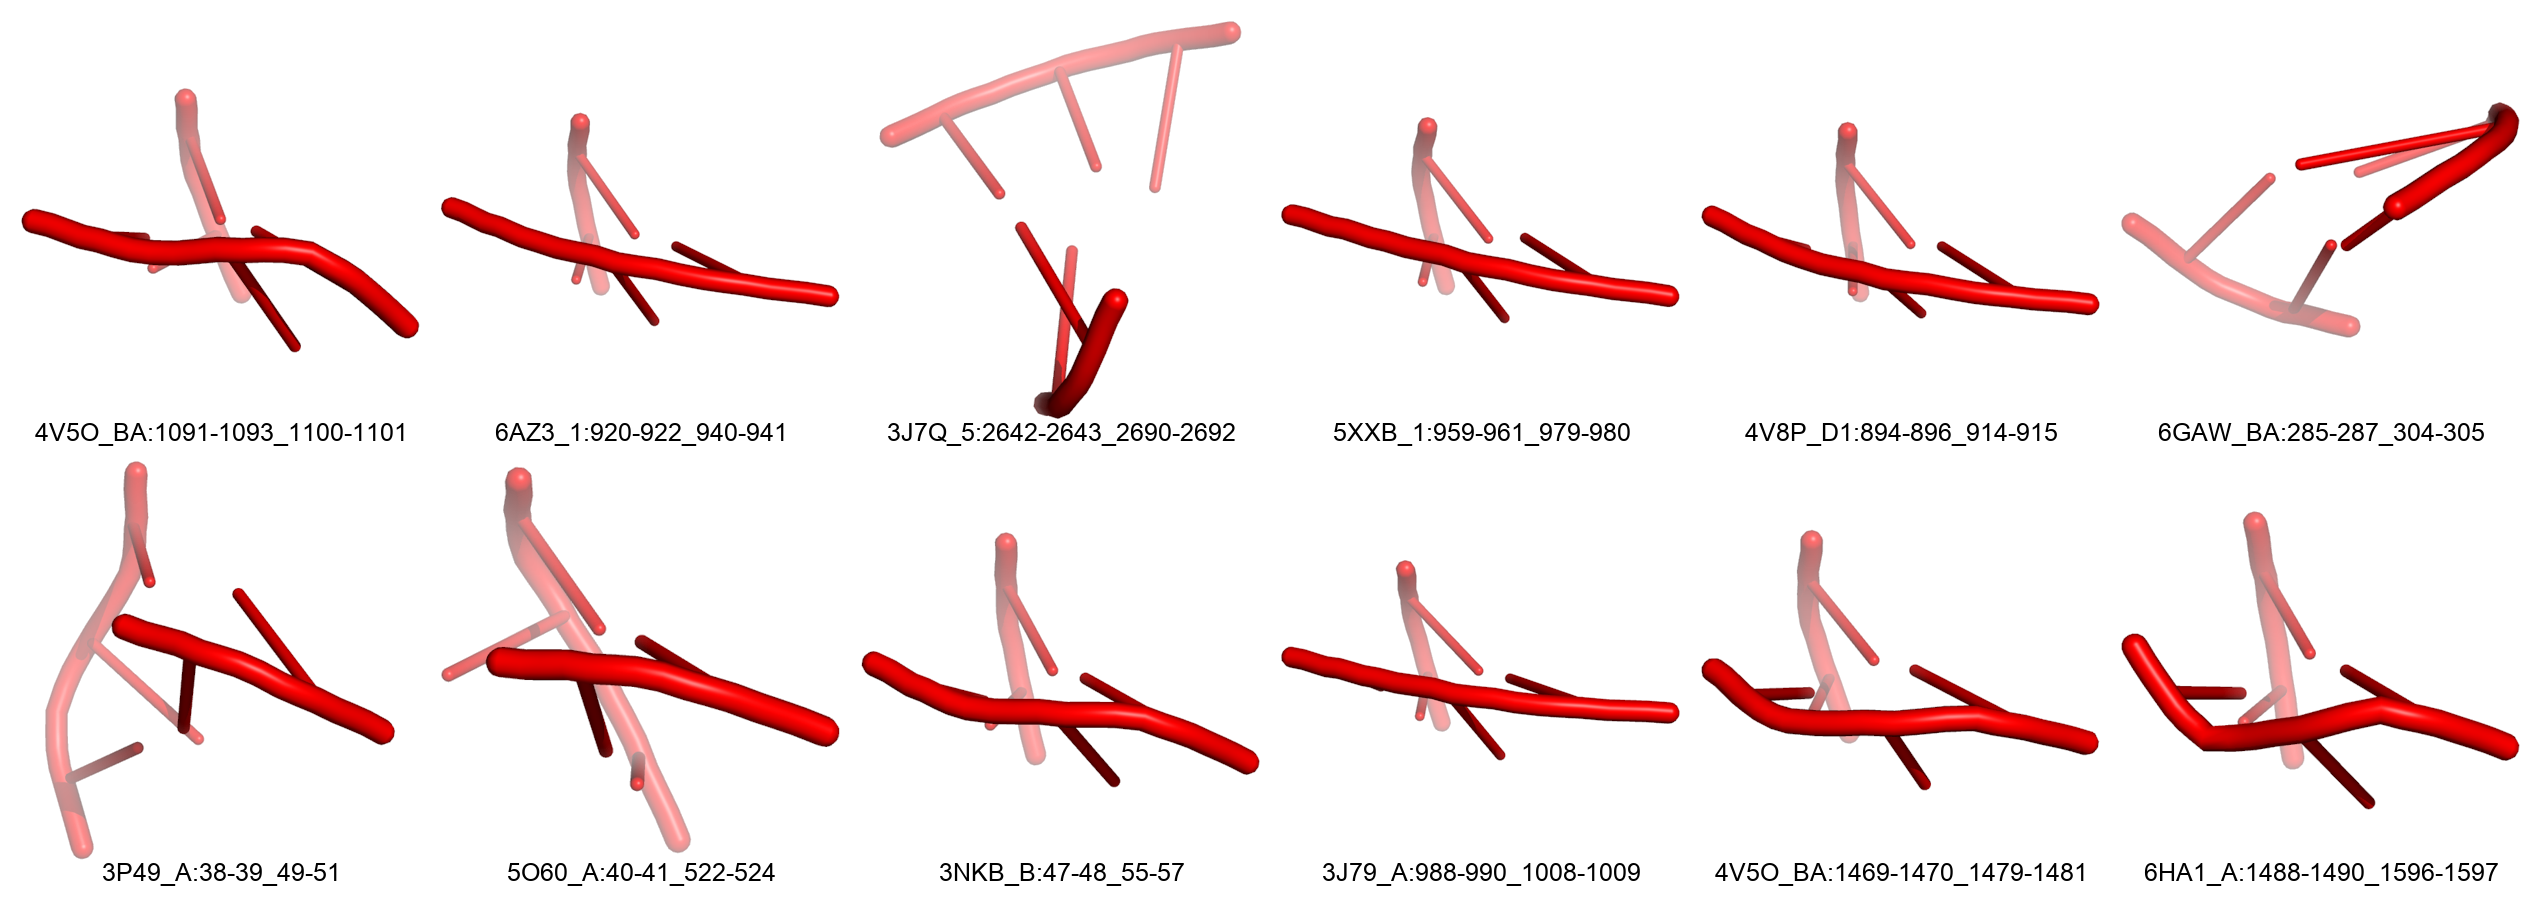 4V5O_BA:1091-1093_1100-1101
6AZ3_1:920-922_940-941
3J7Q_5:2642-2643_2690-2692
5XXB_1:959-961_979-980
4V8P_D1:894-896_914-915
6GAW_BA:285-287_304-305
3P49_A:38-39_49-51
5O60_A:40-41_522-524
3NKB_B:47-48_55-57
3J79_A:988-990_1008-1009
4V5O_BA:1469-1470_1479-1481
6HA1_A:1488-1490_1596-1597